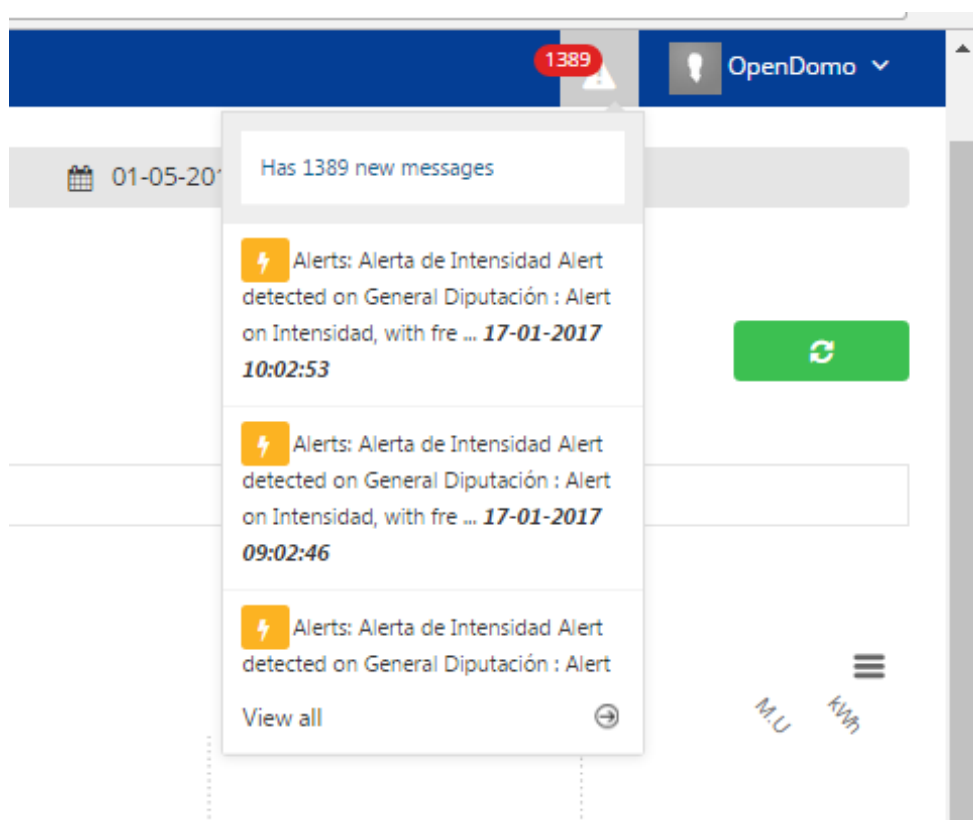 1389
OpenDomo
01-05-201
Has 1389 new messages
Alerts: Alerta de Intensidad Alert
detected on General Diputación : Alert
on Intensidad, with fre ... 17-01-2017
10:02:53
Alerts: Alerta de Intensidad Alert
detected on General Diputación : Alert
on Intensidad, with fre ... 17-01-2017
09:02:46
Alerts: Alerta de Intensidad Alert
detected on General Diputación : Alert
View all
M.U
kWh